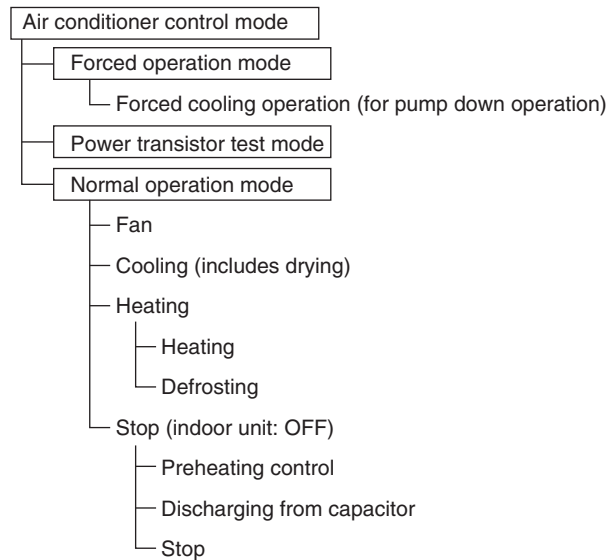 Air conditioner control mode
Forced operation mode
Forced cooling operation (for pump down operation)
Power transistor test mode
Normal operation mode
Fan
Cooling (includes drying)
Heating
Heating
Defrosting
Stop (indoor unit: OFF)
Preheating control
Discharging from capacitor
Stop